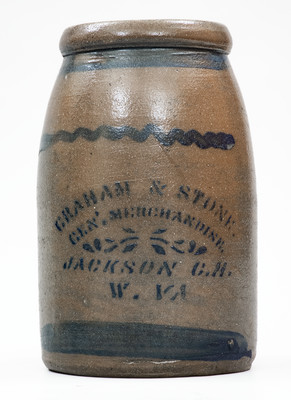 GRAHAM & STONE.
GEN'. MERCHANDISE.
JACKSON C.H.
W. VA